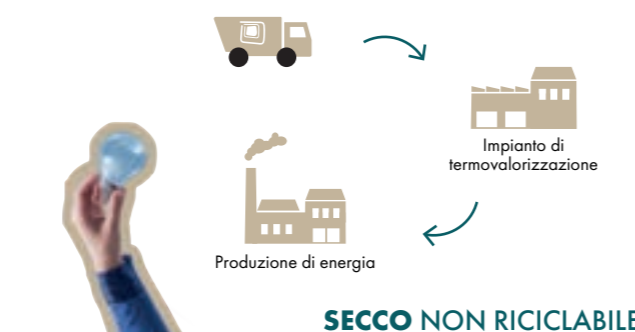 Impianto di
termovalorizzazione
Produzione di energia
SECCO NON RICICLABILE